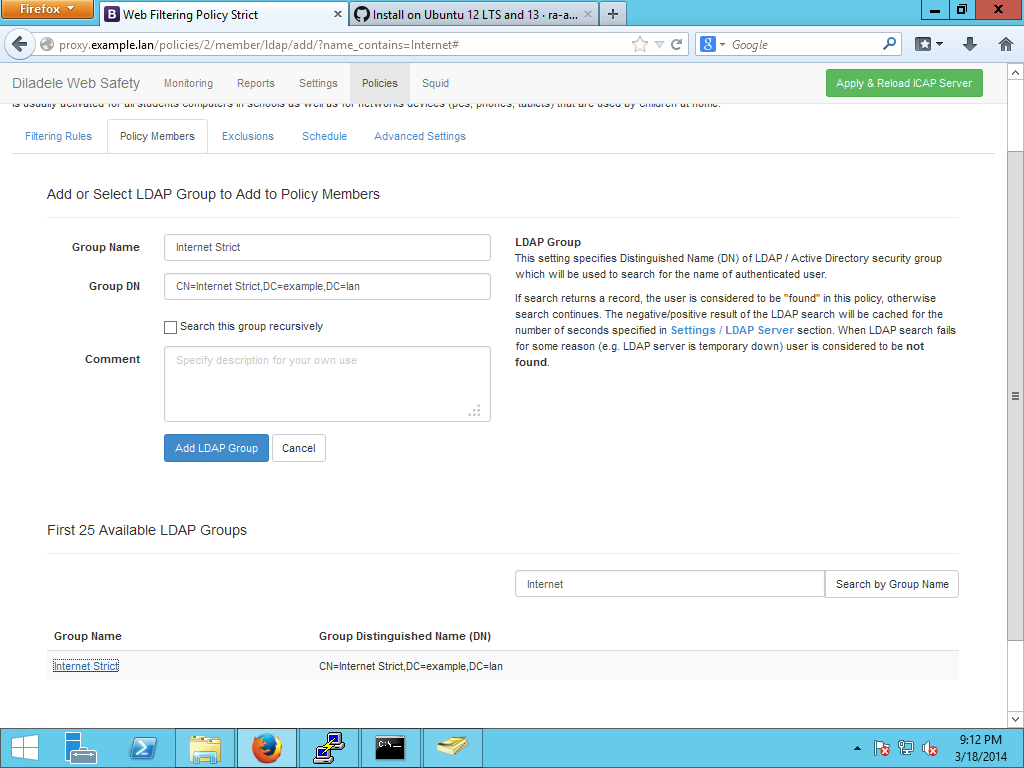 Firefox
Web Filtering Policy Strict
Install on Ubuntu 12 LTS and 13 · ra-a...
proxy.example.lan/policies/2/member/ldap/add/?name_contains=Internet#
Google
Diladele Web Safety Monitoring Reports Settings Policies Squid Apply & Reload ICAP Server
is usually activated for all students computers in schools as well as for networks devices (pcs, phones, tablets) that are used by children at home.
Filtering Rules Policy Members Exclusions Schedule Advanced Settings
Add or Select LDAP Group to Add to Policy Members
Group Name Internet Strict
Group DN CN=Internet Strict,DC=example,DC=lan
Search this group recursively
Comment Specify description for your own use
Add LDAP Group Cancel
LDAP Group
This setting specifies Distinguished Name (DN) of LDAP / Active Directory security group
which will be used to search for the name of authenticated user.
If search returns a record, the user is considered to be "found" in this policy, otherwise
search continues. The negative/positive result of the LDAP search will be cached for the
number of seconds specified in Settings / LDAP Server section. When LDAP search fails
for some reason (e.g. LDAP server is temporary down) user is considered to be not
found.
First 25 Available LDAP Groups
Internet Search by Group Name
Group Name Group Distinguished Name (DN)
Internet Strict CN=Internet Strict,DC=example,DC=lan
9:12 PM
3/18/2014